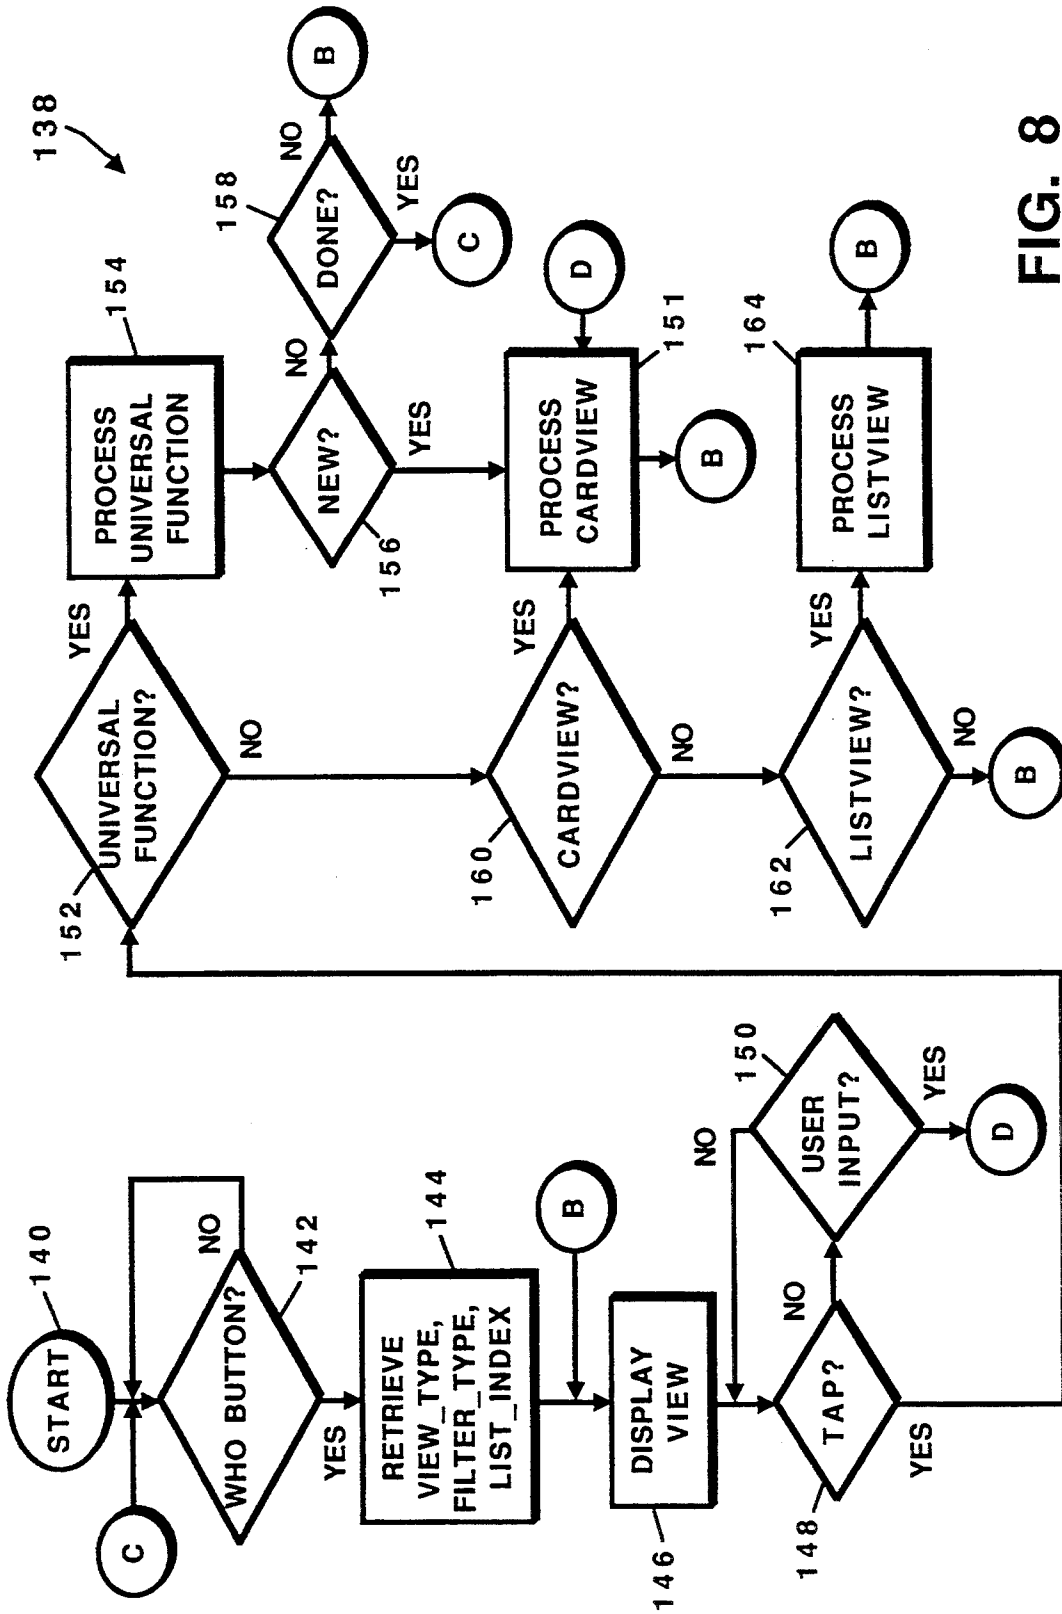 138
START
140
C
WHO BUTTON?
142
NO
YES
RETRIEVE
VIEW_TYPE,
FILTER_TYPE,
LIST_INDEX
144
B
DISPLAY
VIEW
146
TAP?
148
NO
YES
USER
INPUT?
150
NO
YES
D
UNIVERSAL
FUNCTION?
152
YES
NO
PROCESS
UNIVERSAL
FUNCTION
154
NEW?
156
NO
YES
DONE?
158
NO
B
YES
C
CARDVIEW?
160
YES
NO
PROCESS
CARDVIEW
151
D
B
LISTVIEW?
162
YES
NO
B
PROCESS
LISTVIEW
164
B
FIG. 8